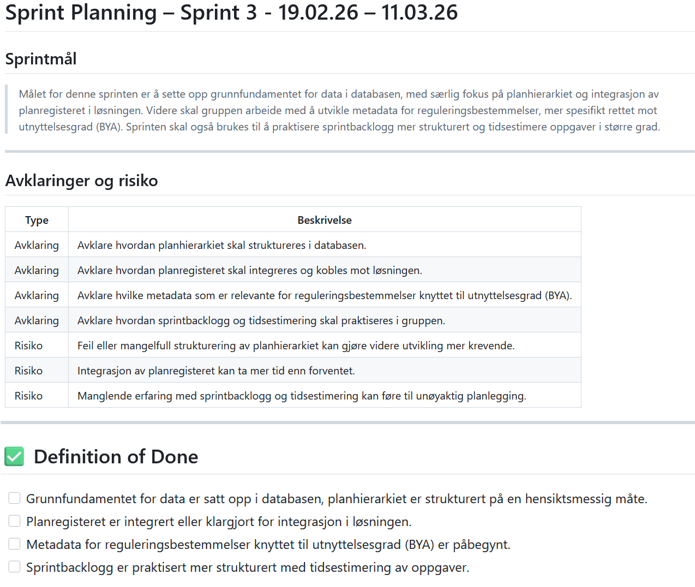 Sprint Planning – Sprint 3 - 19.02.26 – 11.03.26
Sprintmål
Målet for denne sprinten er å sette opp grunnfundamentet for data i databasen, med særlig fokus på planhierarkiet og integrasjon av
planregisteret i løsningen. Videre skal gruppen arbeide med å utvikle metadata for reguleringsbestemmelser, mer spesifikt rettet mot
utnyttelsesgrad (BYA). Sprinten skal også brukes til å praktisere sprintbacklogg mer strukturert og tidsestimere oppgaver i større grad.
Avklaringer og risiko
Type Beskrivelse
Avklaring Avklare hvordan planhierarkiet skal struktureres i databasen.
Avklaring Avklare hvordan planregisteret skal integreres og kobles mot løsningen.
Avklaring Avklare hvilke metadata som er relevante for reguleringsbestemmelser knyttet til utnyttelsesgrad (BYA).
Avklaring Avklare hvordan sprintbacklogg og tidsestimering skal praktiseres i gruppen.
Risiko Feil eller mangelfull strukturering av planhierarkiet kan gjøre videre utvikling mer krevende.
Risiko Integrasjon av planregisteret kan ta mer tid enn forventet.
Risiko Manglende erfaring med sprintbacklogg og tidsestimering kan føre til unøyaktig planlegging.
Definition of Done
Grunnfundamentet for data er satt opp i databasen, planhierarkiet er strukturert på en hensiktsmessig måte.
Planregisteret er integrert eller klargjort for integrasjon i løsningen.
Metadata for reguleringsbestemmelser knyttet til utnyttelsesgrad (BYA) er påbegynt.
Sprintbacklogg er praktisert mer strukturert med tidsestimering av oppgaver.